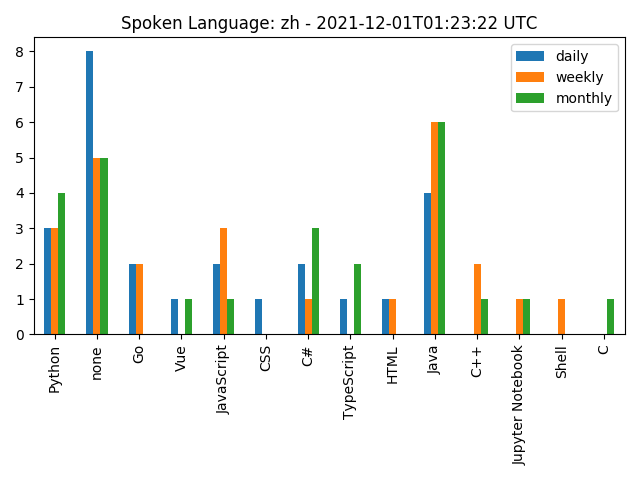 Spoken Language: zh - 2021-12-01T01:23:22 UTC
daily
weekly
monthly
8
7
6
5
4
3
2
1
0
Python
none
Go
Vue
JavaScript
CSS
C#
TypeScript
HTML
Java
C++
Jupyter Notebook
Shell
C